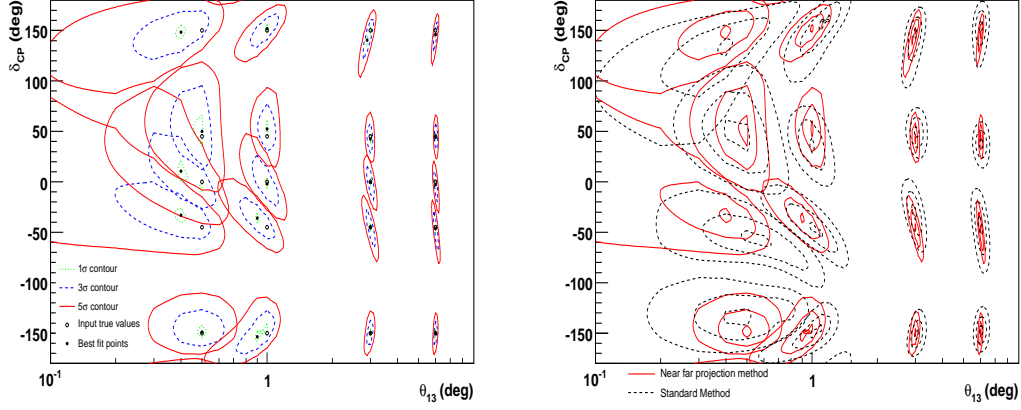 δCP (deg)
150
100
50
0
-50
-100
-150
1σ contour
3σ contour
5σ contour
Input true values
Best fit points
10-1
1
θ13 (deg)
δCP (deg)
150
100
50
0
-50
-100
-150
10-1
1
θ13 (deg)
Near far projection method
Standard Method